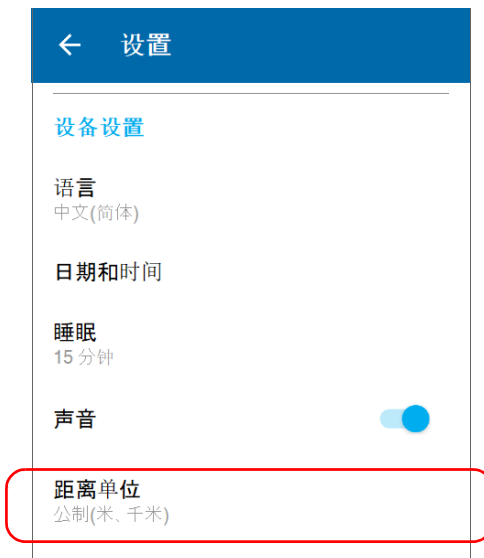 设置
设备设置
语言
中文(简体)
日期和时间
睡眠
15 分钟
声音
距离单位
公制(米、千米)